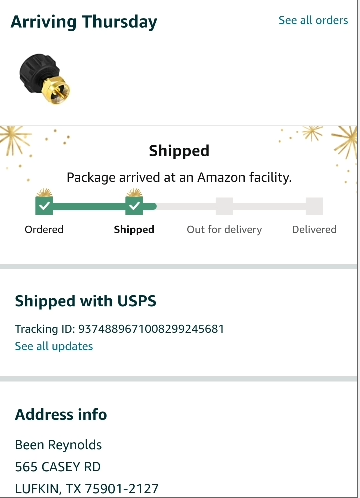 Arriving Thursday
See all orders
Shipped
Package arrived at an Amazon facility.
Ordered
Shipped
Out for delivery
Delivered
Shipped with USPS
Tracking ID: 9374889671008299245681
See all updates
Address info
Been Reynolds
565 CASEY RD
LUFKIN, TX 75901-2127